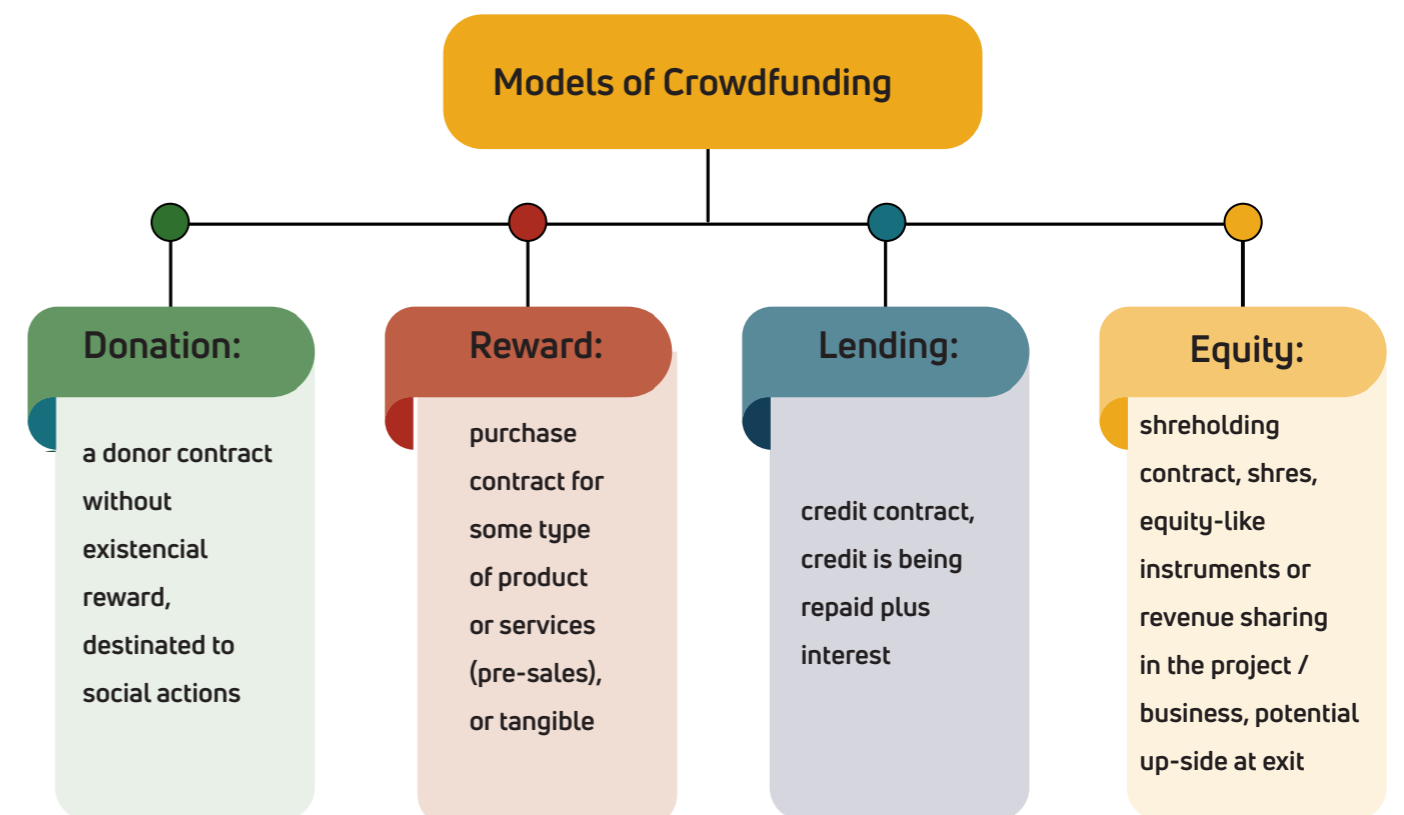 Models of Crowdfunding
Donation:
a donor contract
without
existencial
reward,
destinated to
social actions
Reward:
purchase
contract for
some type
of product
or services
(pre-sales),
or tangible
Lending:
credit contract,
credit is being
repaid plus
interest
Equity:
shreholding
contract, shres,
equity-like
instruments or
revenue sharing
in the project /
business, potential
up-side at exit